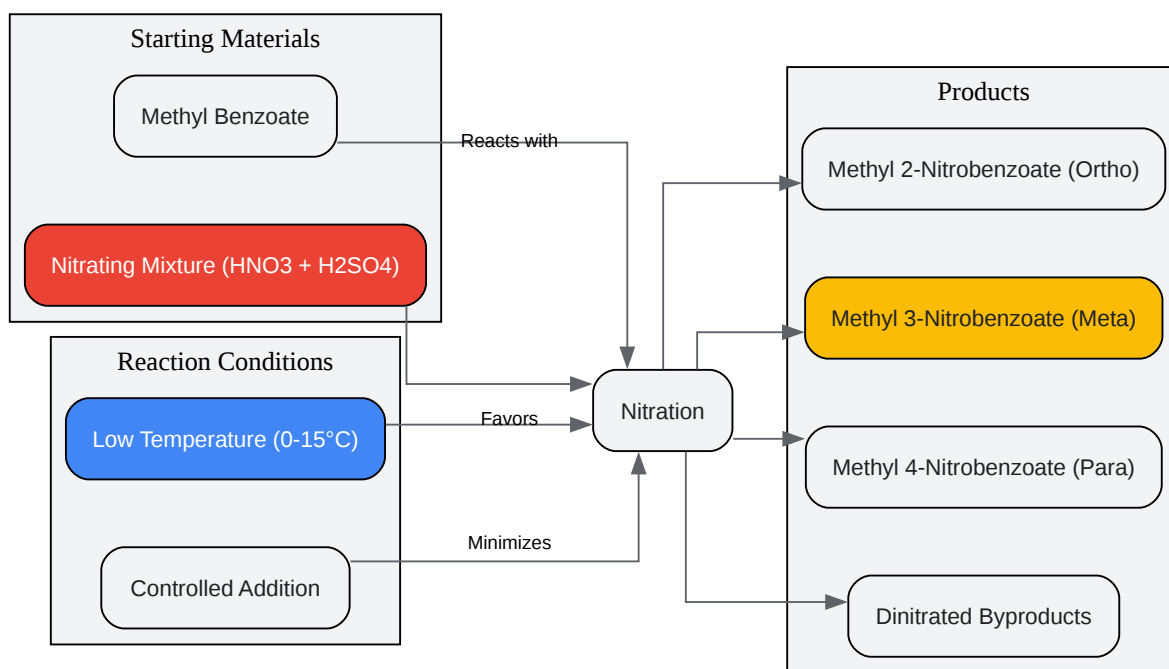 Starting Materials
Methyl Benzoate
Nitrating Mixture (HNO3 + H2SO4)
Reaction Conditions
Low Temperature (0-15°C)
Controlled Addition
Reacts with
Favors
Minimizes
Nitration
Products
Methyl 2-Nitrobenzoate (Ortho)
Methyl 3-Nitrobenzoate (Meta)
Methyl 4-Nitrobenzoate (Para)
Dinitrated Byproducts